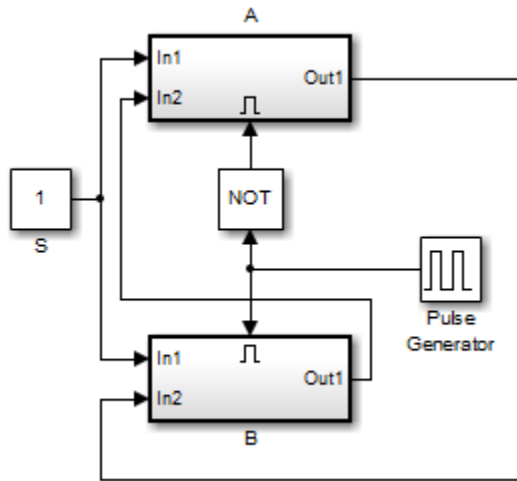 A
In1
In2
Out1
1
S
NOT
Pulse
Generator
In1
In2
Out1
B